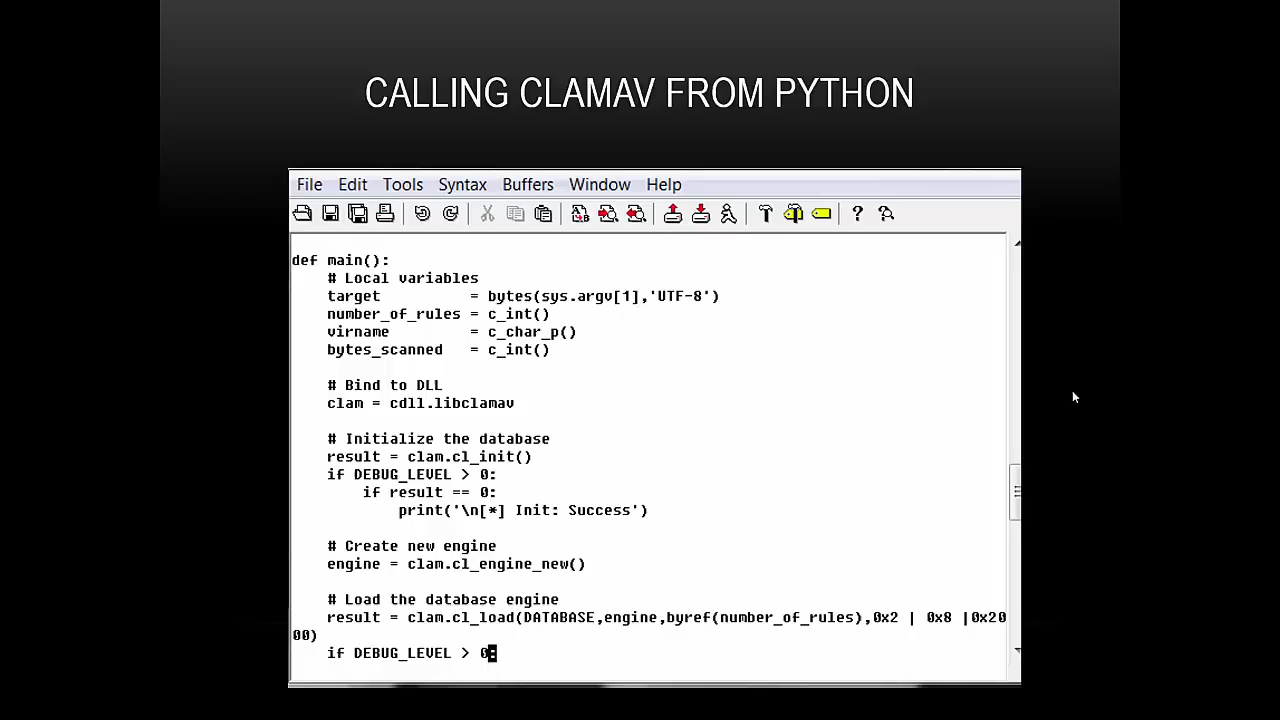 CALLING CLAMAV FROM PYTHON
File Edit Tools Syntax Buffers Window Help
def main():
    # Local variables
    target          = bytes(sys.argv[1],'UTF-8')
    number_of_rules = c_int()
    virname         = c_char_p()
    bytes_scanned   = c_int()
    # Bind to DLL
    clam = cdll.libclamav
    # Initialize the database
    result = clam.cl_init()
    if DEBUG_LEVEL > 0:
        if result == 0:
            print('\n[*] Init: Success')
    # Create new engine
    engine = clam.cl_engine_new()
    # Load the database engine
    result = clam.cl_load(DATABASE,engine,byref(number_of_rules),0x2 | 0x8 |0x20
00)
    if DEBUG_LEVEL > 0: